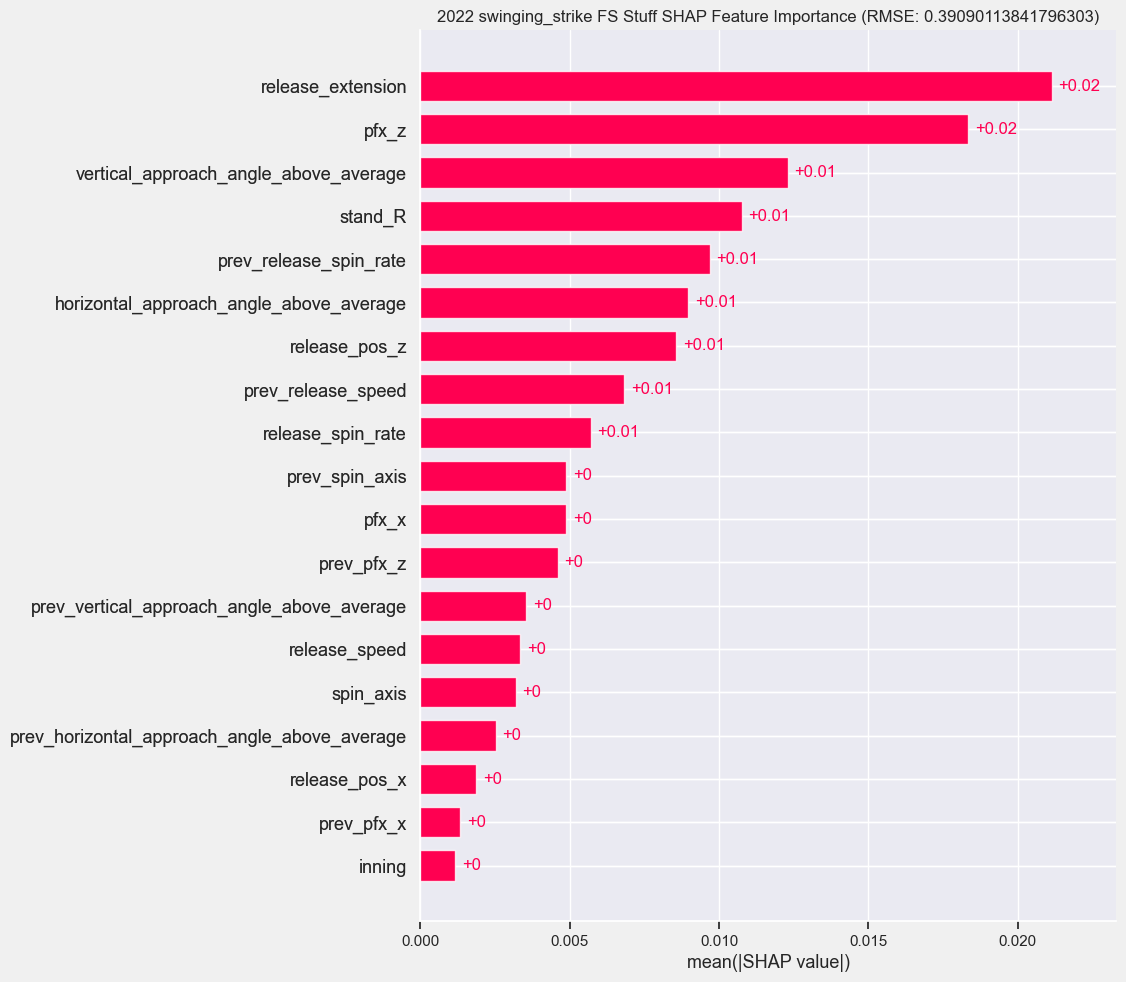 2022 swinging_strike FS Stuff SHAP Feature Importance (RMSE: 0.39090113841796303)
release_extension +0.02
pfx_z +0.02
vertical_approach_angle_above_average +0.01
stand_R +0.01
prev_release_spin_rate +0.01
horizontal_approach_angle_above_average +0.01
release_pos_z +0.01
prev_release_speed +0.01
release_spin_rate +0.01
prev_spin_axis +0
pfx_x +0
prev_pfx_z +0
prev_vertical_approach_angle_above_average +0
release_speed +0
spin_axis +0
prev_horizontal_approach_angle_above_average +0
release_pos_x +0
prev_pfx_x +0
inning +0
0.000 0.005 0.010 0.015 0.020
mean(|SHAP value|)